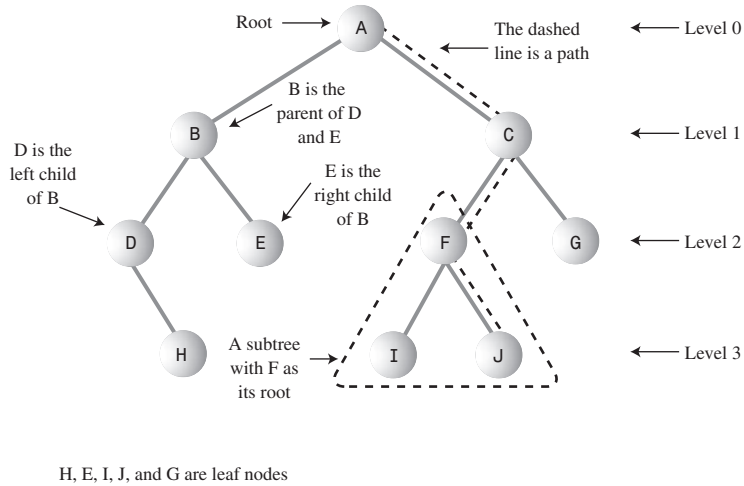 Root
A
The dashed
line is a path
Level 0
B is the
parent of D
and E
B
C
Level 1
D is the
left child
of B
E is the
right child
of B
D
E
F
G
Level 2
A subtree
with F as
its root
H
I
J
Level 3
H, E, I, J, and G are leaf nodes